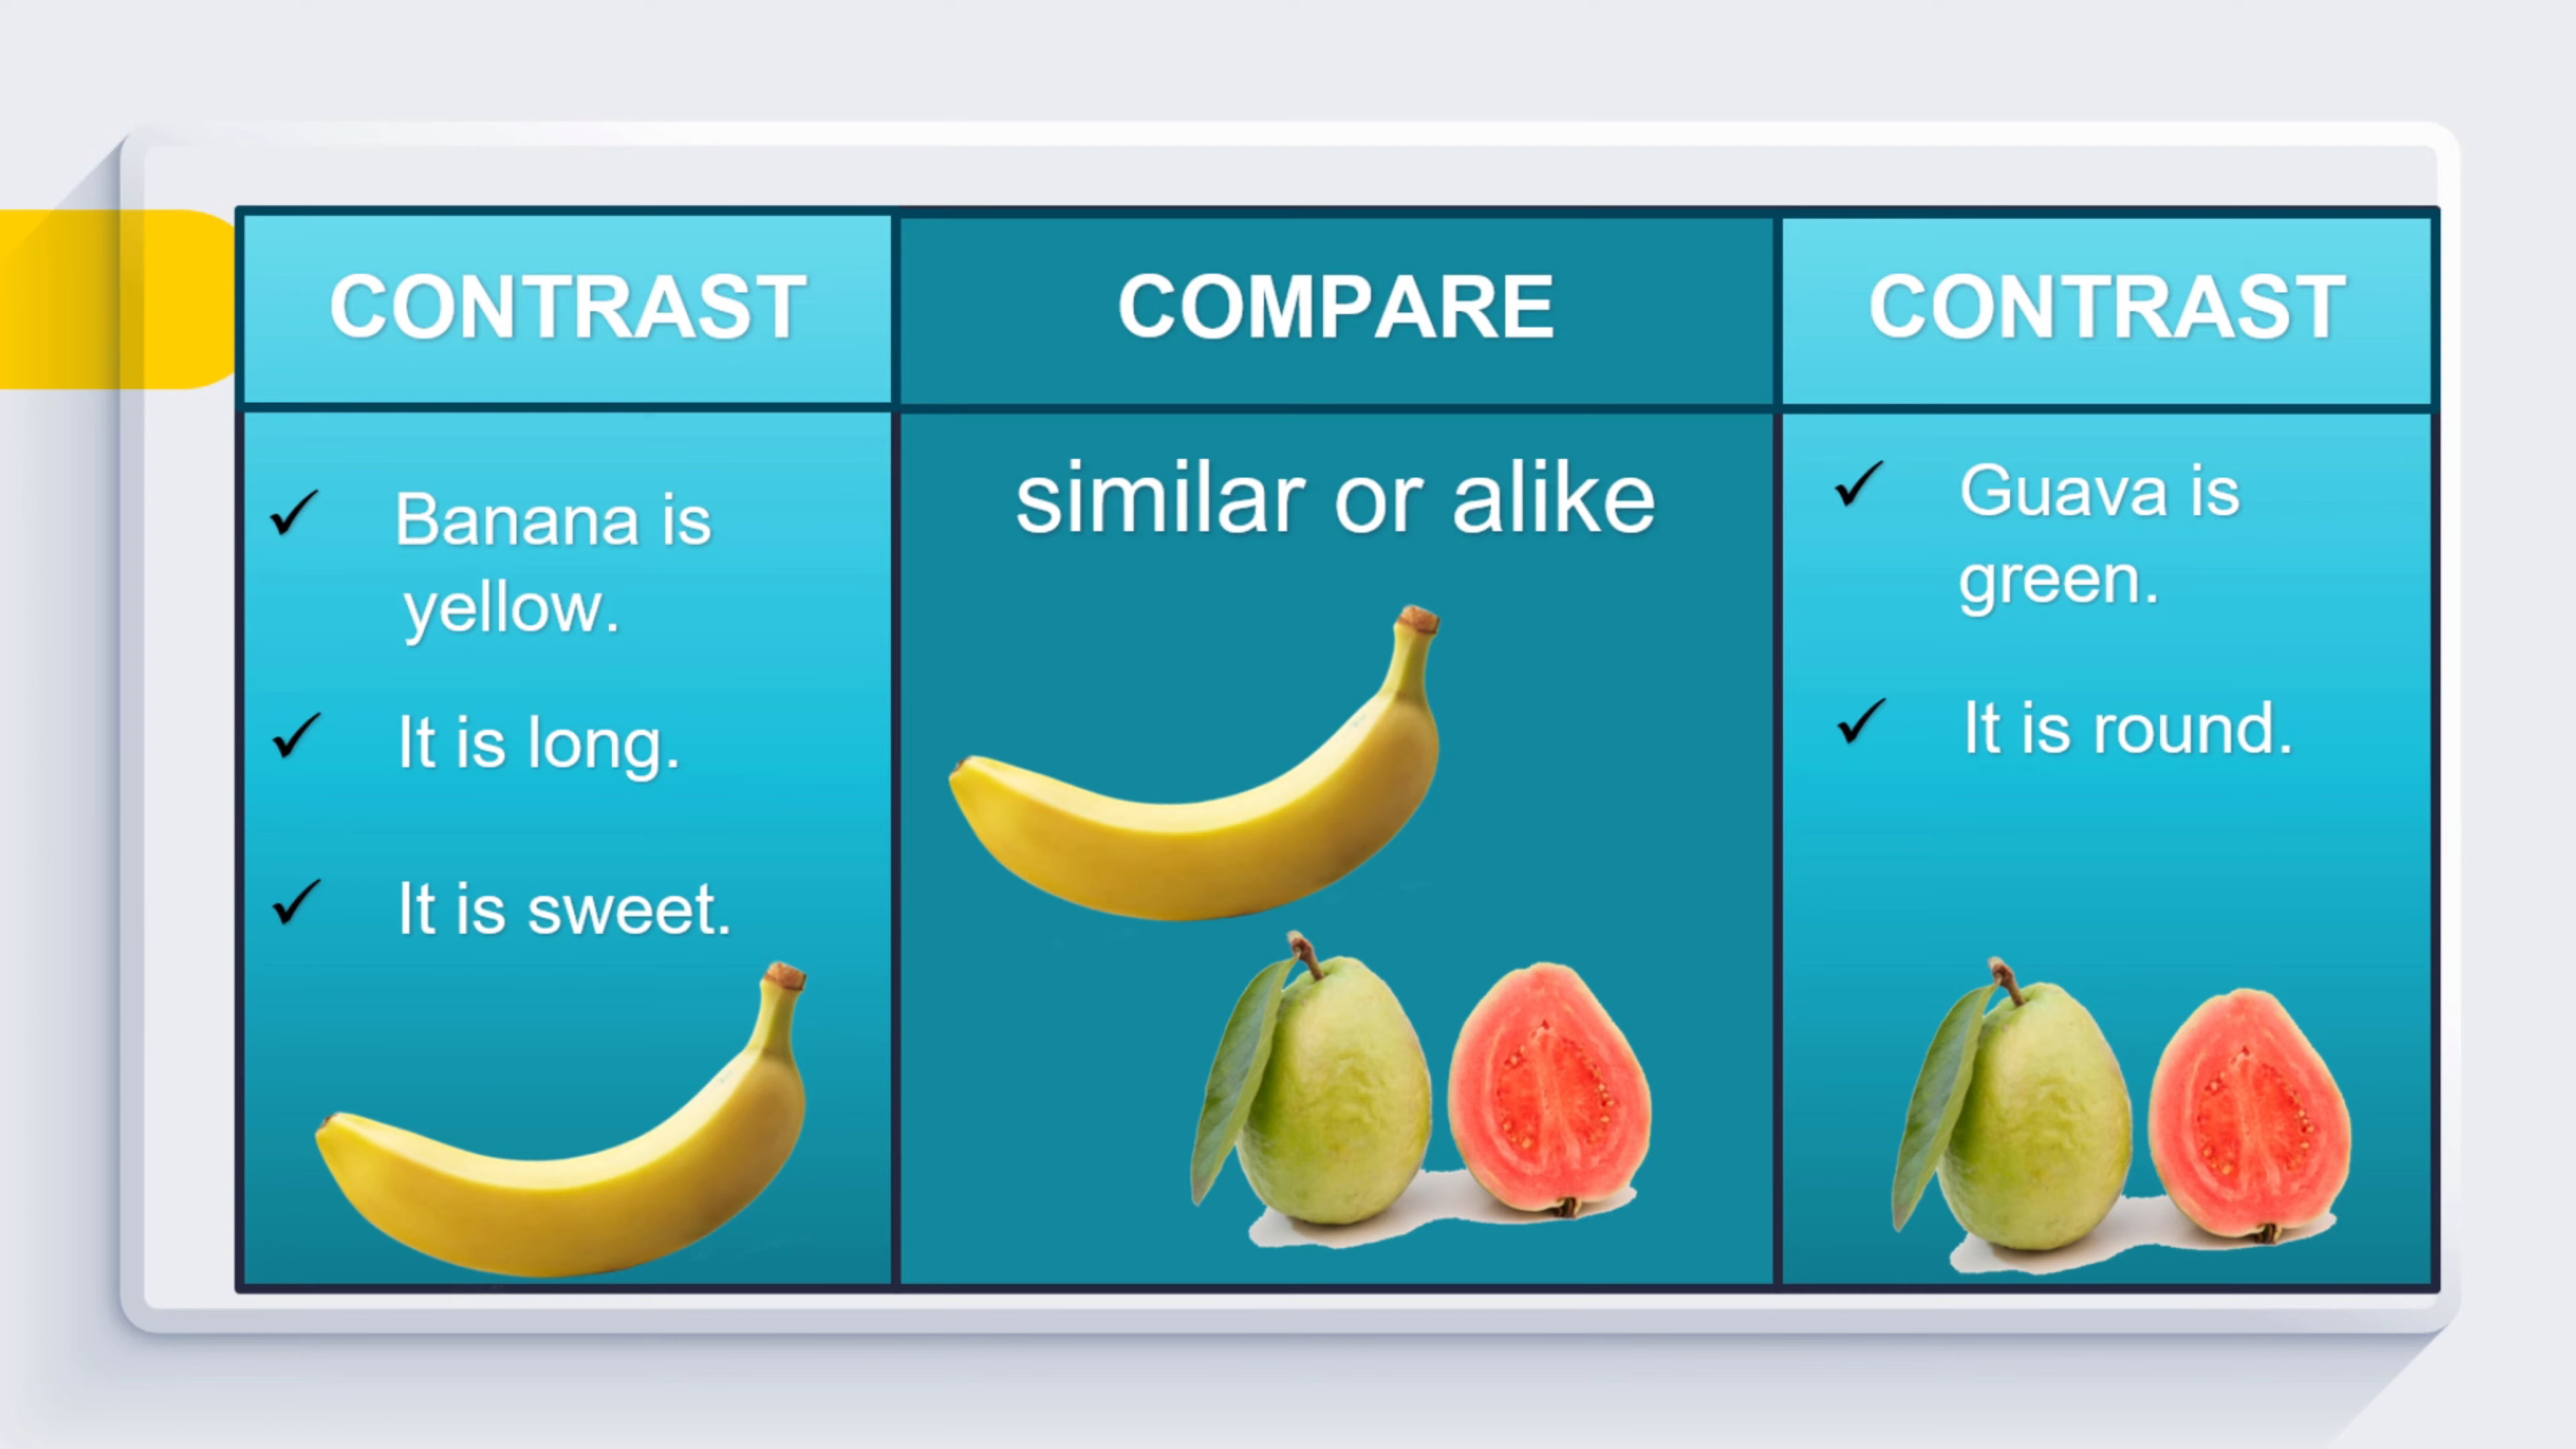 CONTRAST
COMPARE
CONTRAST
Banana is
yellow.
It is long.
It is sweet.
similar or alike
Guava is
green.
It is round.